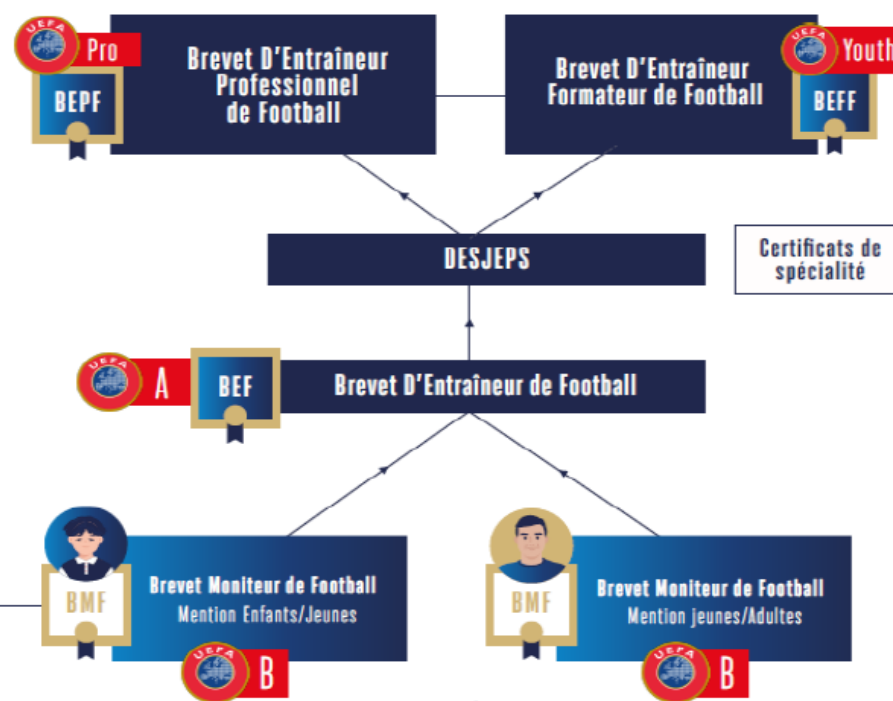 UEFA
Pro
BEPF
Brevet D'Entraîneur
Professionnel
de Football
Brevet D'Entraîneur
Formateur de Football
UEFA
Youth
BEFF
DESJEPS
Certificats de
spécialité
UEFA
A
BEF
Brevet D'Entraîneur de Football
BMF
Brevet Moniteur de Football
Mention Enfants/Jeunes
UEFA
B
BMF
Brevet Moniteur de Football
Mention jeunes/Adultes
UEFA
B